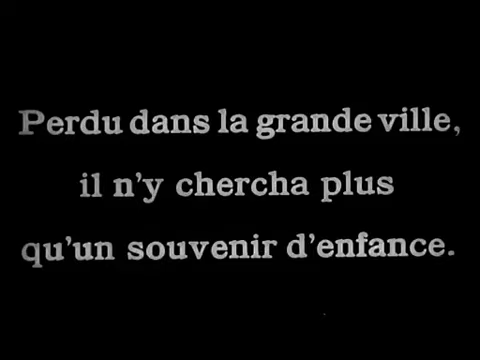 Perdu dans la grande ville,
il n'y chercha plus
qu'un souvenir d'enfance.